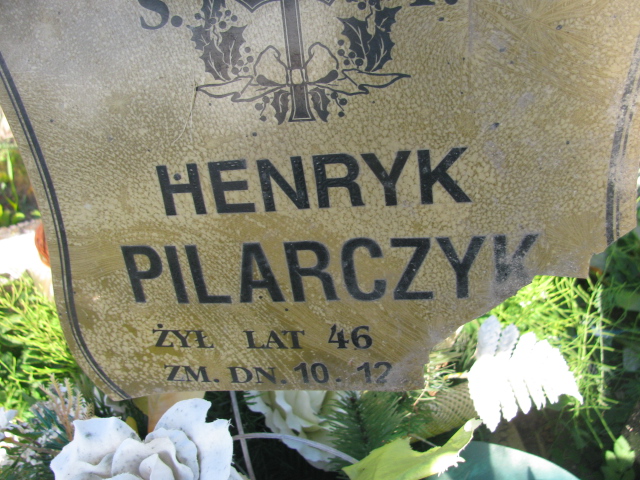 S.
HENRYK
PILARCZYK
ŻYŁ LAT 46
ZM. DN. 10. 12